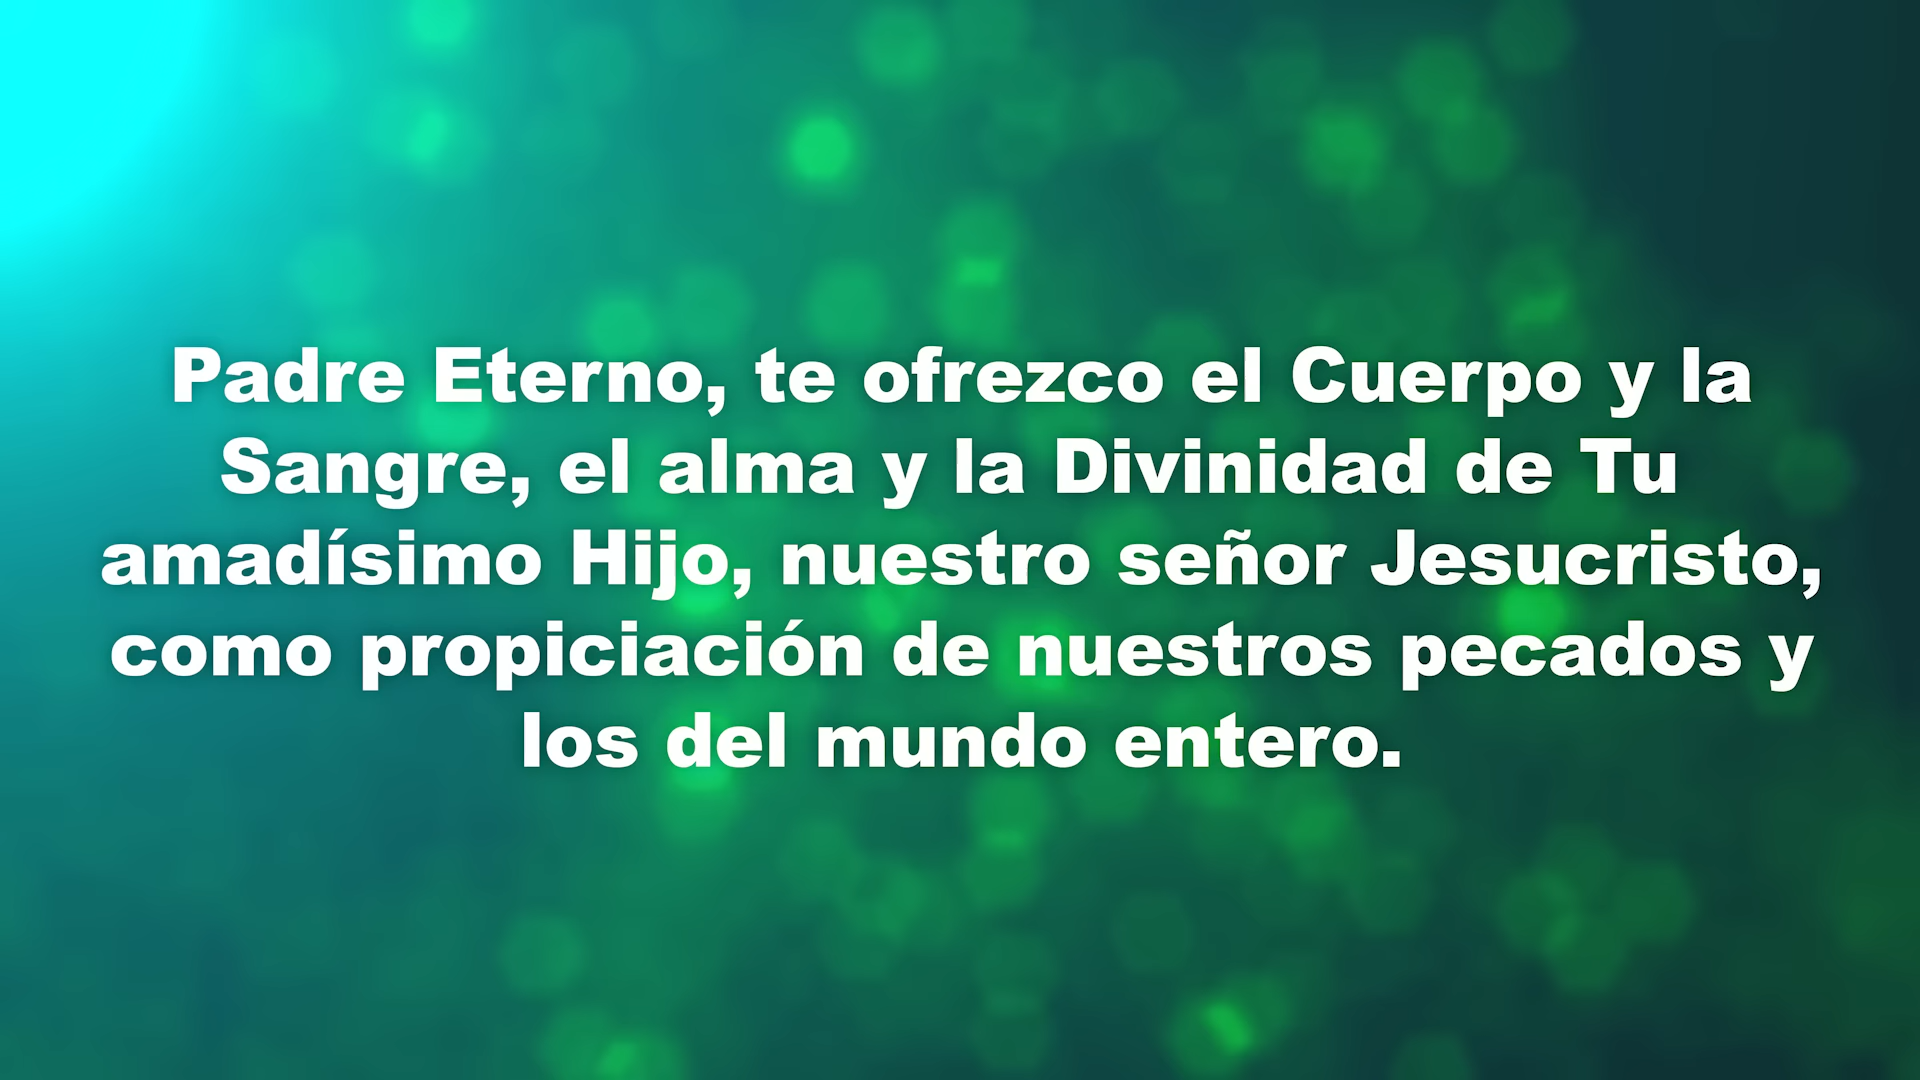 Padre Eterno, te ofrezco el Cuerpo y la
Sangre, el alma y la Divinidad de Tu
amadísimo Hijo, nuestro señor Jesucristo,
como propiciación de nuestros pecados y
los del mundo entero.